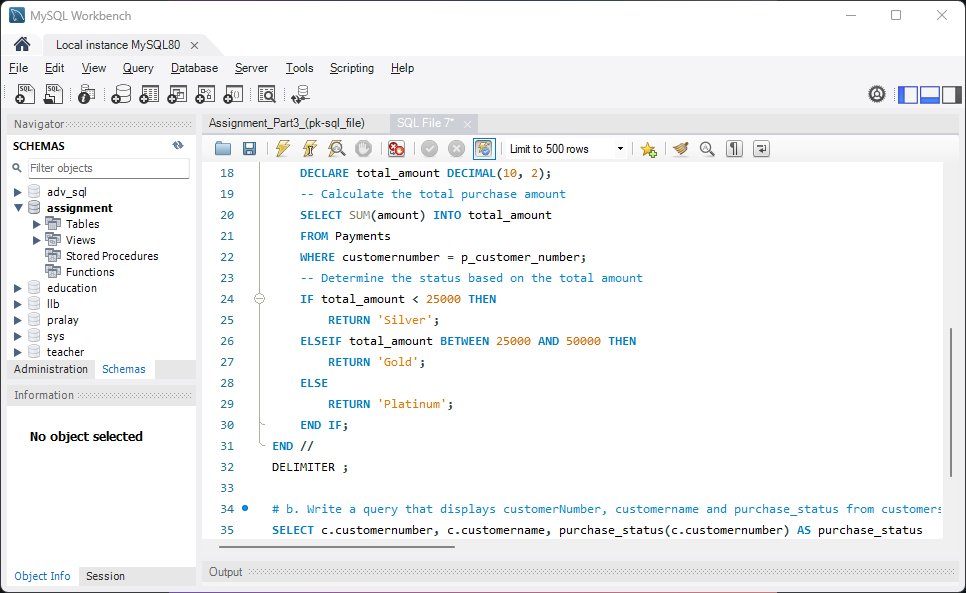 MySQL Workbench
Local instance MySQL80
File Edit View Query Database Server Tools Scripting Help
Navigator
SCHEMAS
Filter objects
adv_sql
assignment
Tables
Views
Stored Procedures
Functions
education
llb
pralay
sys
teacher
Administration Schemas
Information
No object selected
Object Info Session
Assignment_Part3_(pk-sql_file) SQL File 7*
Limit to 500 rows
18 DECLARE total_amount DECIMAL(10, 2);
19 -- Calculate the total purchase amount
20 SELECT SUM(amount) INTO total_amount
21 FROM Payments
22 WHERE customernumber = p_customer_number;
23 -- Determine the status based on the total amount
24 IF total_amount < 25000 THEN
25 RETURN 'Silver';
26 ELSEIF total_amount BETWEEN 25000 AND 50000 THEN
27 RETURN 'Gold';
28 ELSE
29 RETURN 'Platinum';
30 END IF;
31 END //
32 DELIMITER ;
33
34 # b. Write a query that displays customerNumber, customername and purchase_status from customers
35 SELECT c.customernumber, c.customername, purchase_status(c.customernumber) AS purchase_status
Output